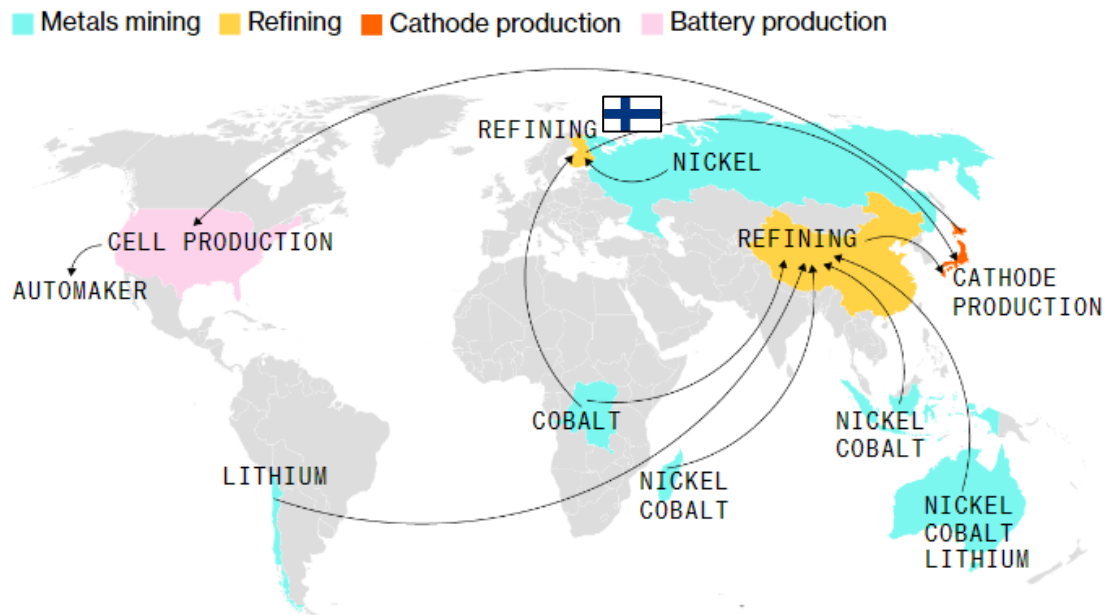 Metals mining Refining Cathode production Battery production
REFINING
NICKEL
CELL PRODUCTION
REFINING
AUTOMAKER
CATHODE
PRODUCTION
COBALT
NICKEL
COBALT
LITHIUM
NICKEL
COBALT
NICKEL
COBALT
LITHIUM